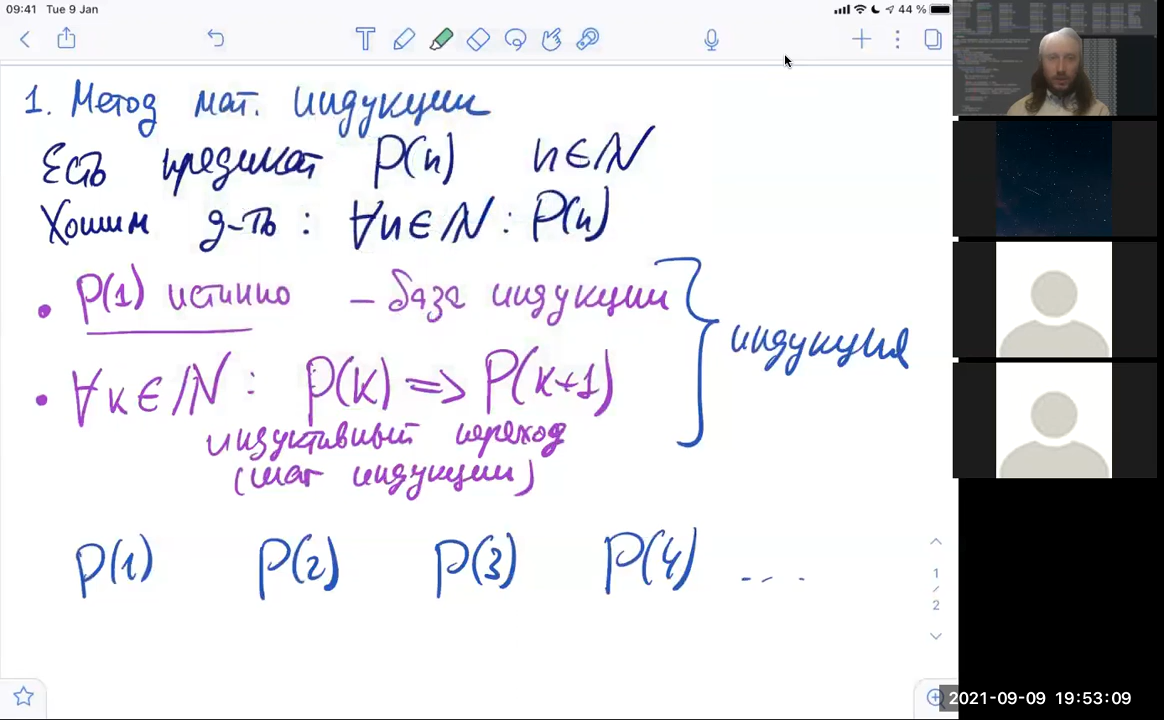 09:41 Tue 9 Jan
44 %
T
1. Метод мат. индукции
Есть предикат P(n) n∈ℕ
Хотим д-ть : ∀n∈ℕ : P(n)
• P(1) истинно – база индукции
индукция
• ∀k∈ℕ : P(k) => P(k+1)
индуктивный переход
(шаг индукции)
P(1) P(2) P(3) P(4) ...
1
/
2
2021-09-09 19:53:09